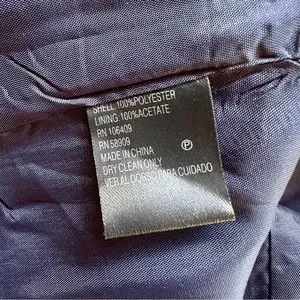 SHELL 100%POLYESTER
LINING 100%ACETATE
RN 106409
RN 58909
MADE IN CHINA
DRY CLEAN ONLY
VER AL DORSO PARA CUIDADO
P